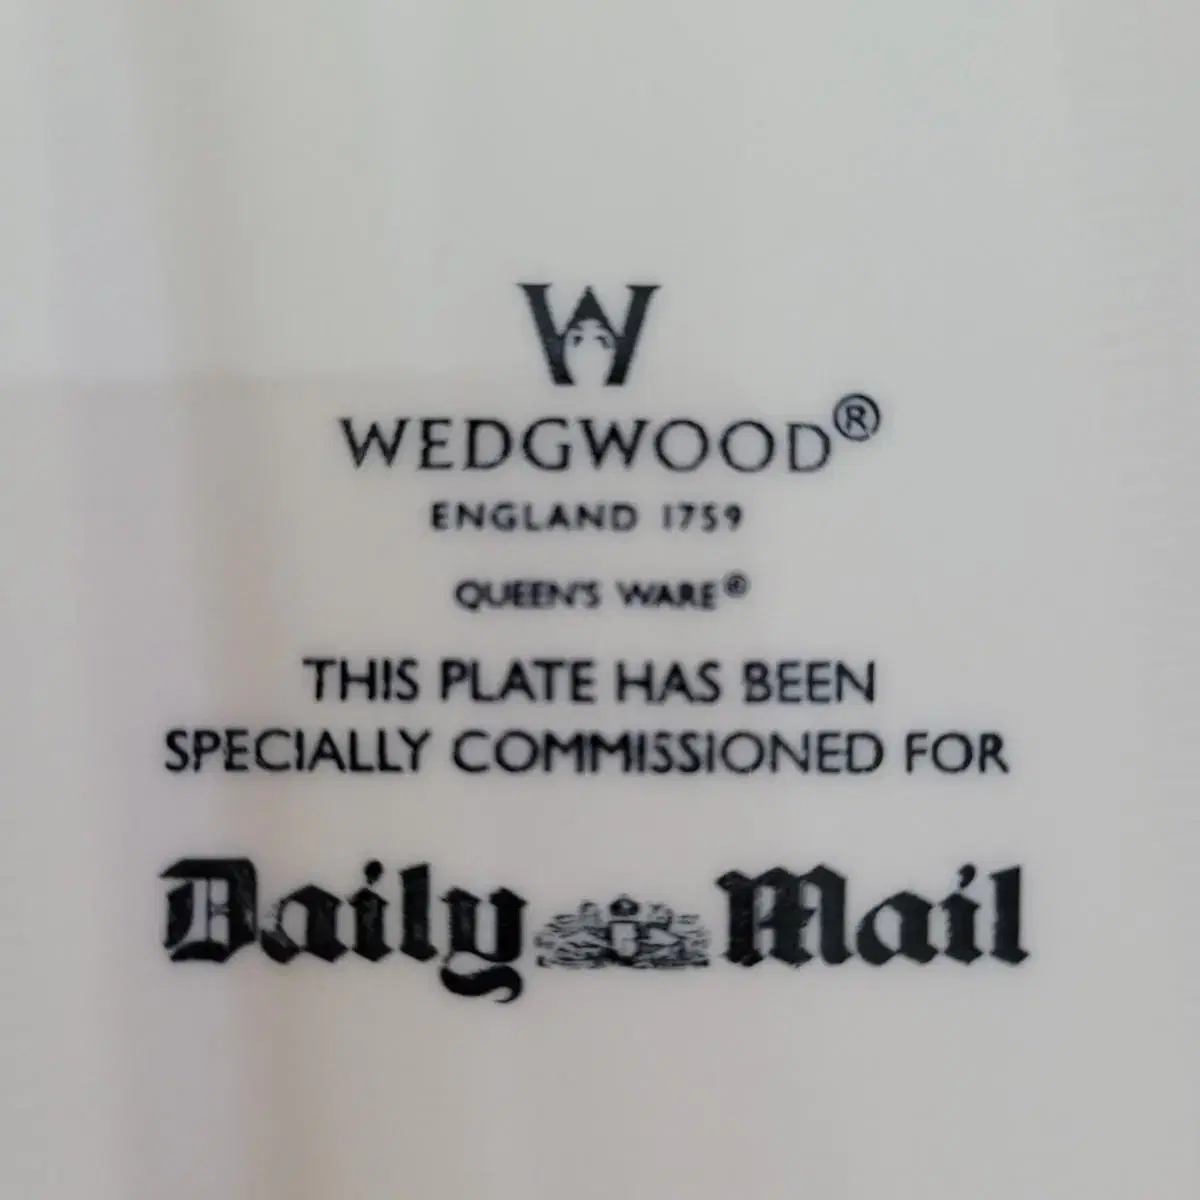 W
WEDGWOOD®
ENGLAND 1759
QUEEN'S WARE®
THIS PLATE HAS BEEN
SPECIALLY COMMISSIONED FOR
Daily Mail